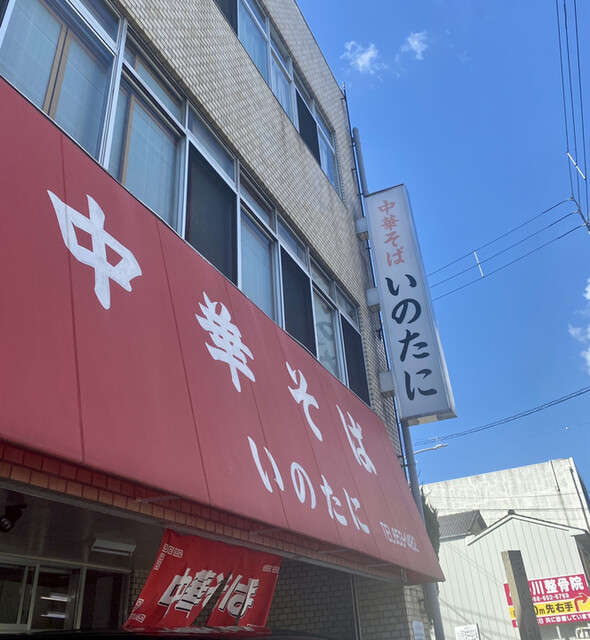 中華そば
いのたに
中華そば
いのたに
中華そば
川整骨院
先右手